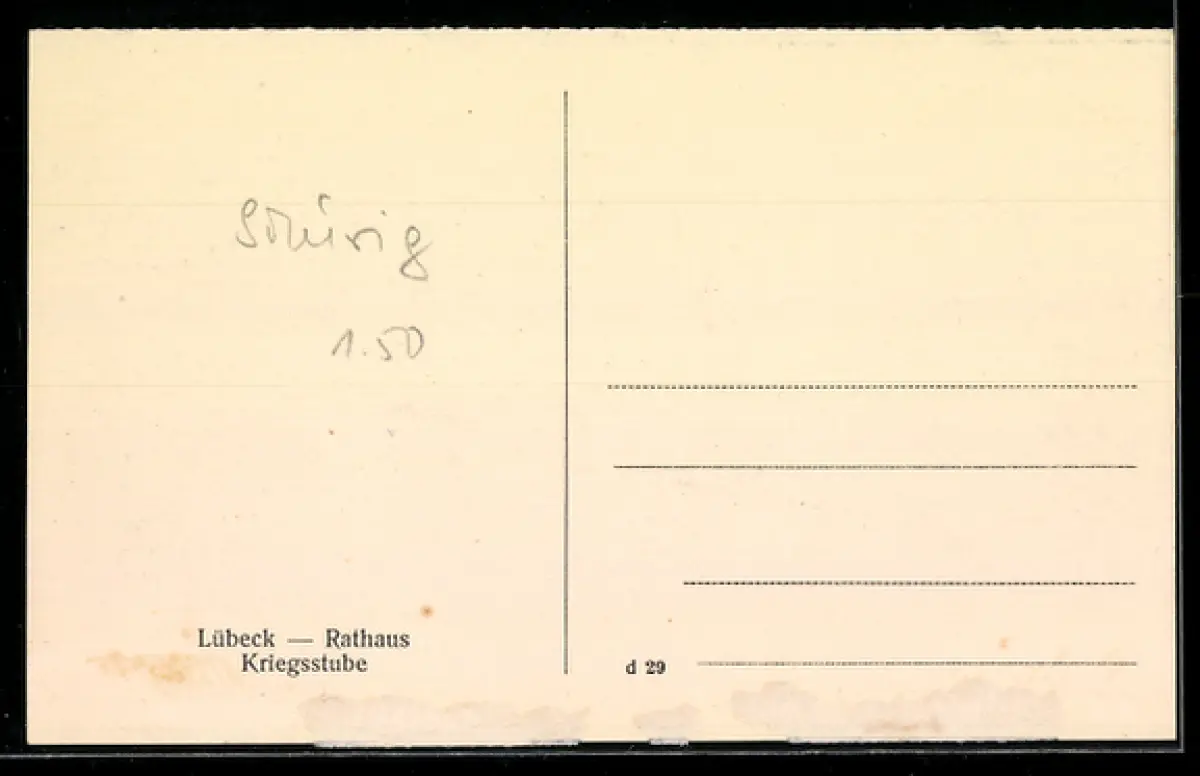 1.50
Lübeck — Rathaus
Kriegsstube
d 29